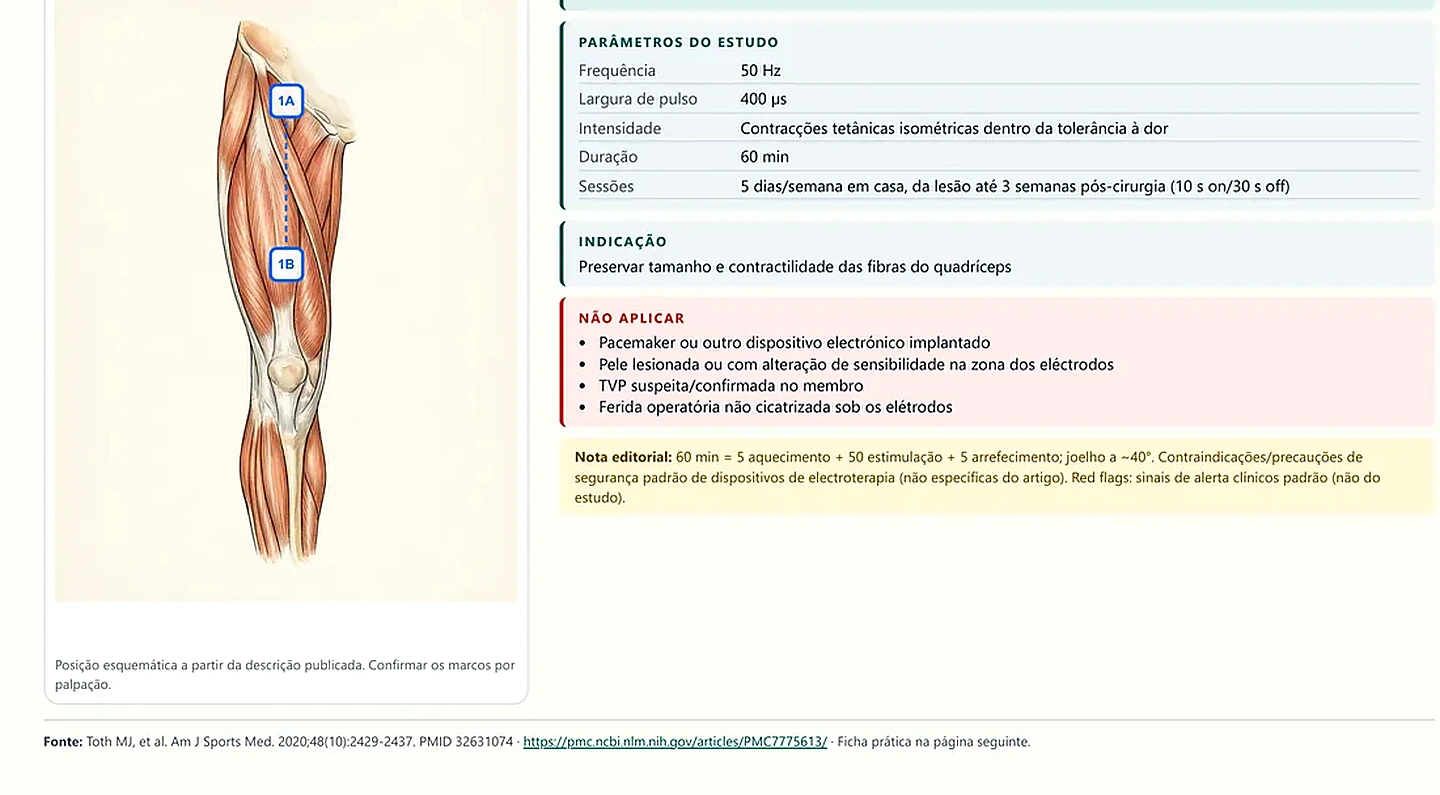 1A
1B
Posição esquemática a partir da descrição publicada. Confirmar os marcos por
palpação.
PARÂMETROS DO ESTUDO
Frequência 50 Hz
Largura de pulso 400 µs
Intensidade Contracções tetânicas isométricas dentro da tolerância à dor
Duração 60 min
Sessões 5 dias/semana em casa, da lesão até 3 semanas pós-cirurgia (10 s on/30 s off)
INDICAÇÃO
Preservar tamanho e contractilidade das fibras do quadríceps
NÃO APLICAR
• Pacemaker ou outro dispositivo electrónico implantado
• Pele lesionada ou com alteração de sensibilidade na zona dos eléctrodos
• TVP suspeita/confirmada no membro
• Ferida operatória não cicatrizada sob os elétrodos
Nota editorial: 60 min = 5 aquecimento + 50 estimulação + 5 arrefecimento; joelho a ~40°. Contraindicações/precauções de
segurança padrão de dispositivos de electroterapia (não específicas do artigo). Red flags: sinais de alerta clínicos padrão (não do
estudo).
Fonte: Toth MJ, et al. Am J Sports Med. 2020;48(10):2429-2437. PMID 32631074 · https://pmc.ncbi.nlm.nih.gov/articles/PMC7775613/ · Ficha prática na página seguinte.